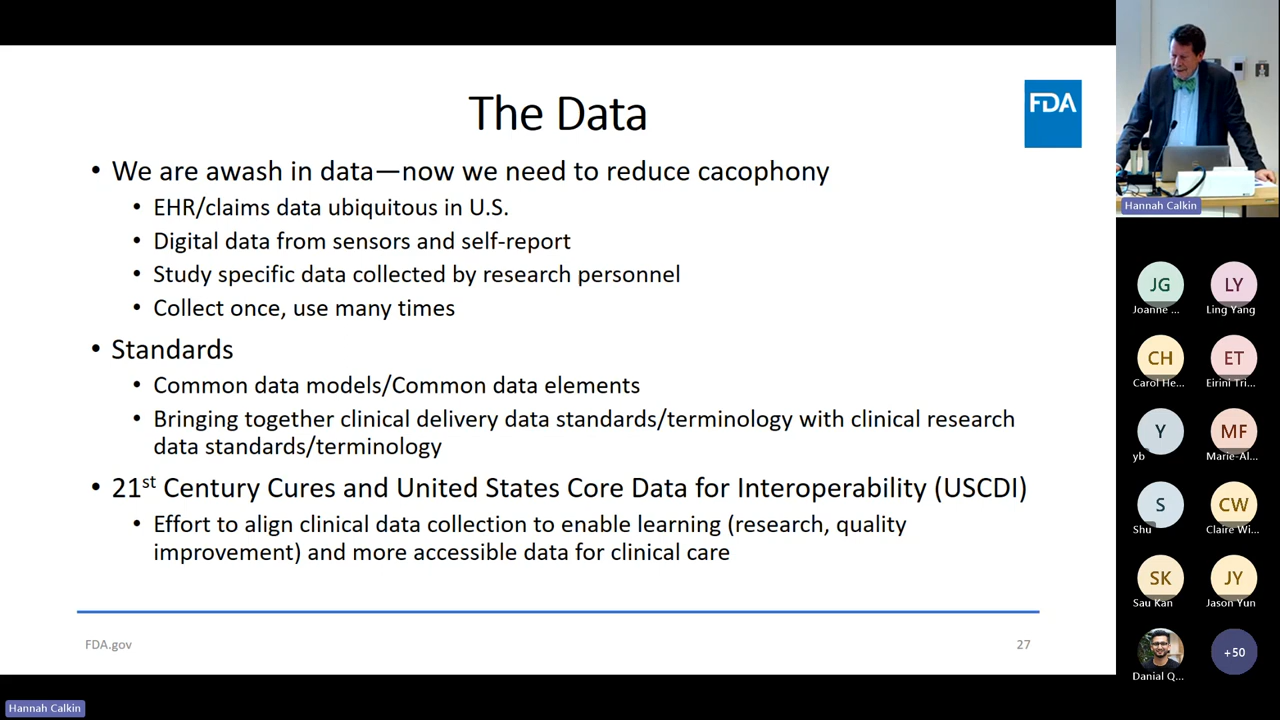 The Data
FDA
• We are awash in data—now we need to reduce cacophony
• EHR/claims data ubiquitous in U.S.
• Digital data from sensors and self-report
• Study specific data collected by research personnel
• Collect once, use many times
• Standards
• Common data models/Common data elements
• Bringing together clinical delivery data standards/terminology with clinical research
data standards/terminology
• 21st Century Cures and United States Core Data for Interoperability (USCDI)
• Effort to align clinical data collection to enable learning (research, quality
improvement) and more accessible data for clinical care
FDA.gov
27
Hannah Calkin
JG
Joanne ...
LY
Ling Yang
CH
Carol He...
ET
Eirini Tri...
Y
yb
MF
Marie-Al...
S
Shu
CW
Claire Wi...
SK
Sau Kan
JY
Jason Yun
Danial Q...
+50
Hannah Calkin